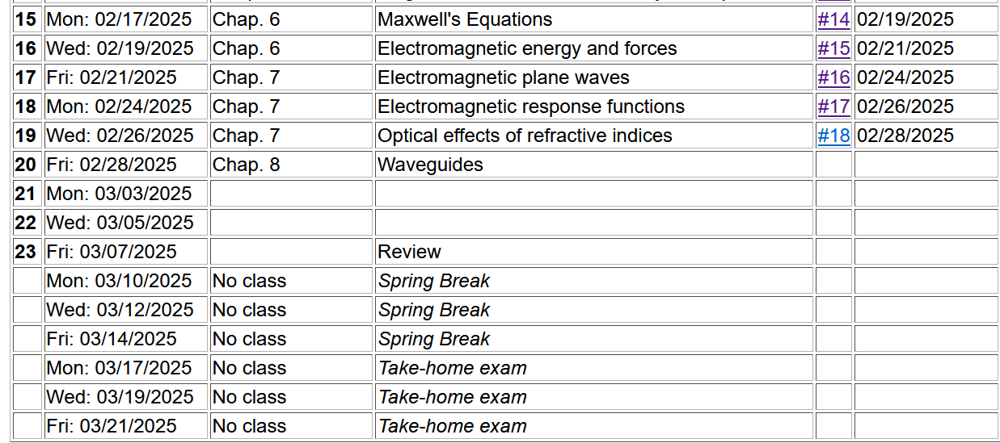 15 Mon: 02/17/2025 Chap. 6 Maxwell's Equations #14 02/19/2025
16 Wed: 02/19/2025 Chap. 6 Electromagnetic energy and forces #15 02/21/2025
17 Fri: 02/21/2025 Chap. 7 Electromagnetic plane waves #16 02/24/2025
18 Mon: 02/24/2025 Chap. 7 Electromagnetic response functions #17 02/26/2025
19 Wed: 02/26/2025 Chap. 7 Optical effects of refractive indices #18 02/28/2025
20 Fri: 02/28/2025 Chap. 8 Waveguides
21 Mon: 03/03/2025
22 Wed: 03/05/2025
23 Fri: 03/07/2025 Review
Mon: 03/10/2025 No class Spring Break
Wed: 03/12/2025 No class Spring Break
Fri: 03/14/2025 No class Spring Break
Mon: 03/17/2025 No class Take-home exam
Wed: 03/19/2025 No class Take-home exam
Fri: 03/21/2025 No class Take-home exam